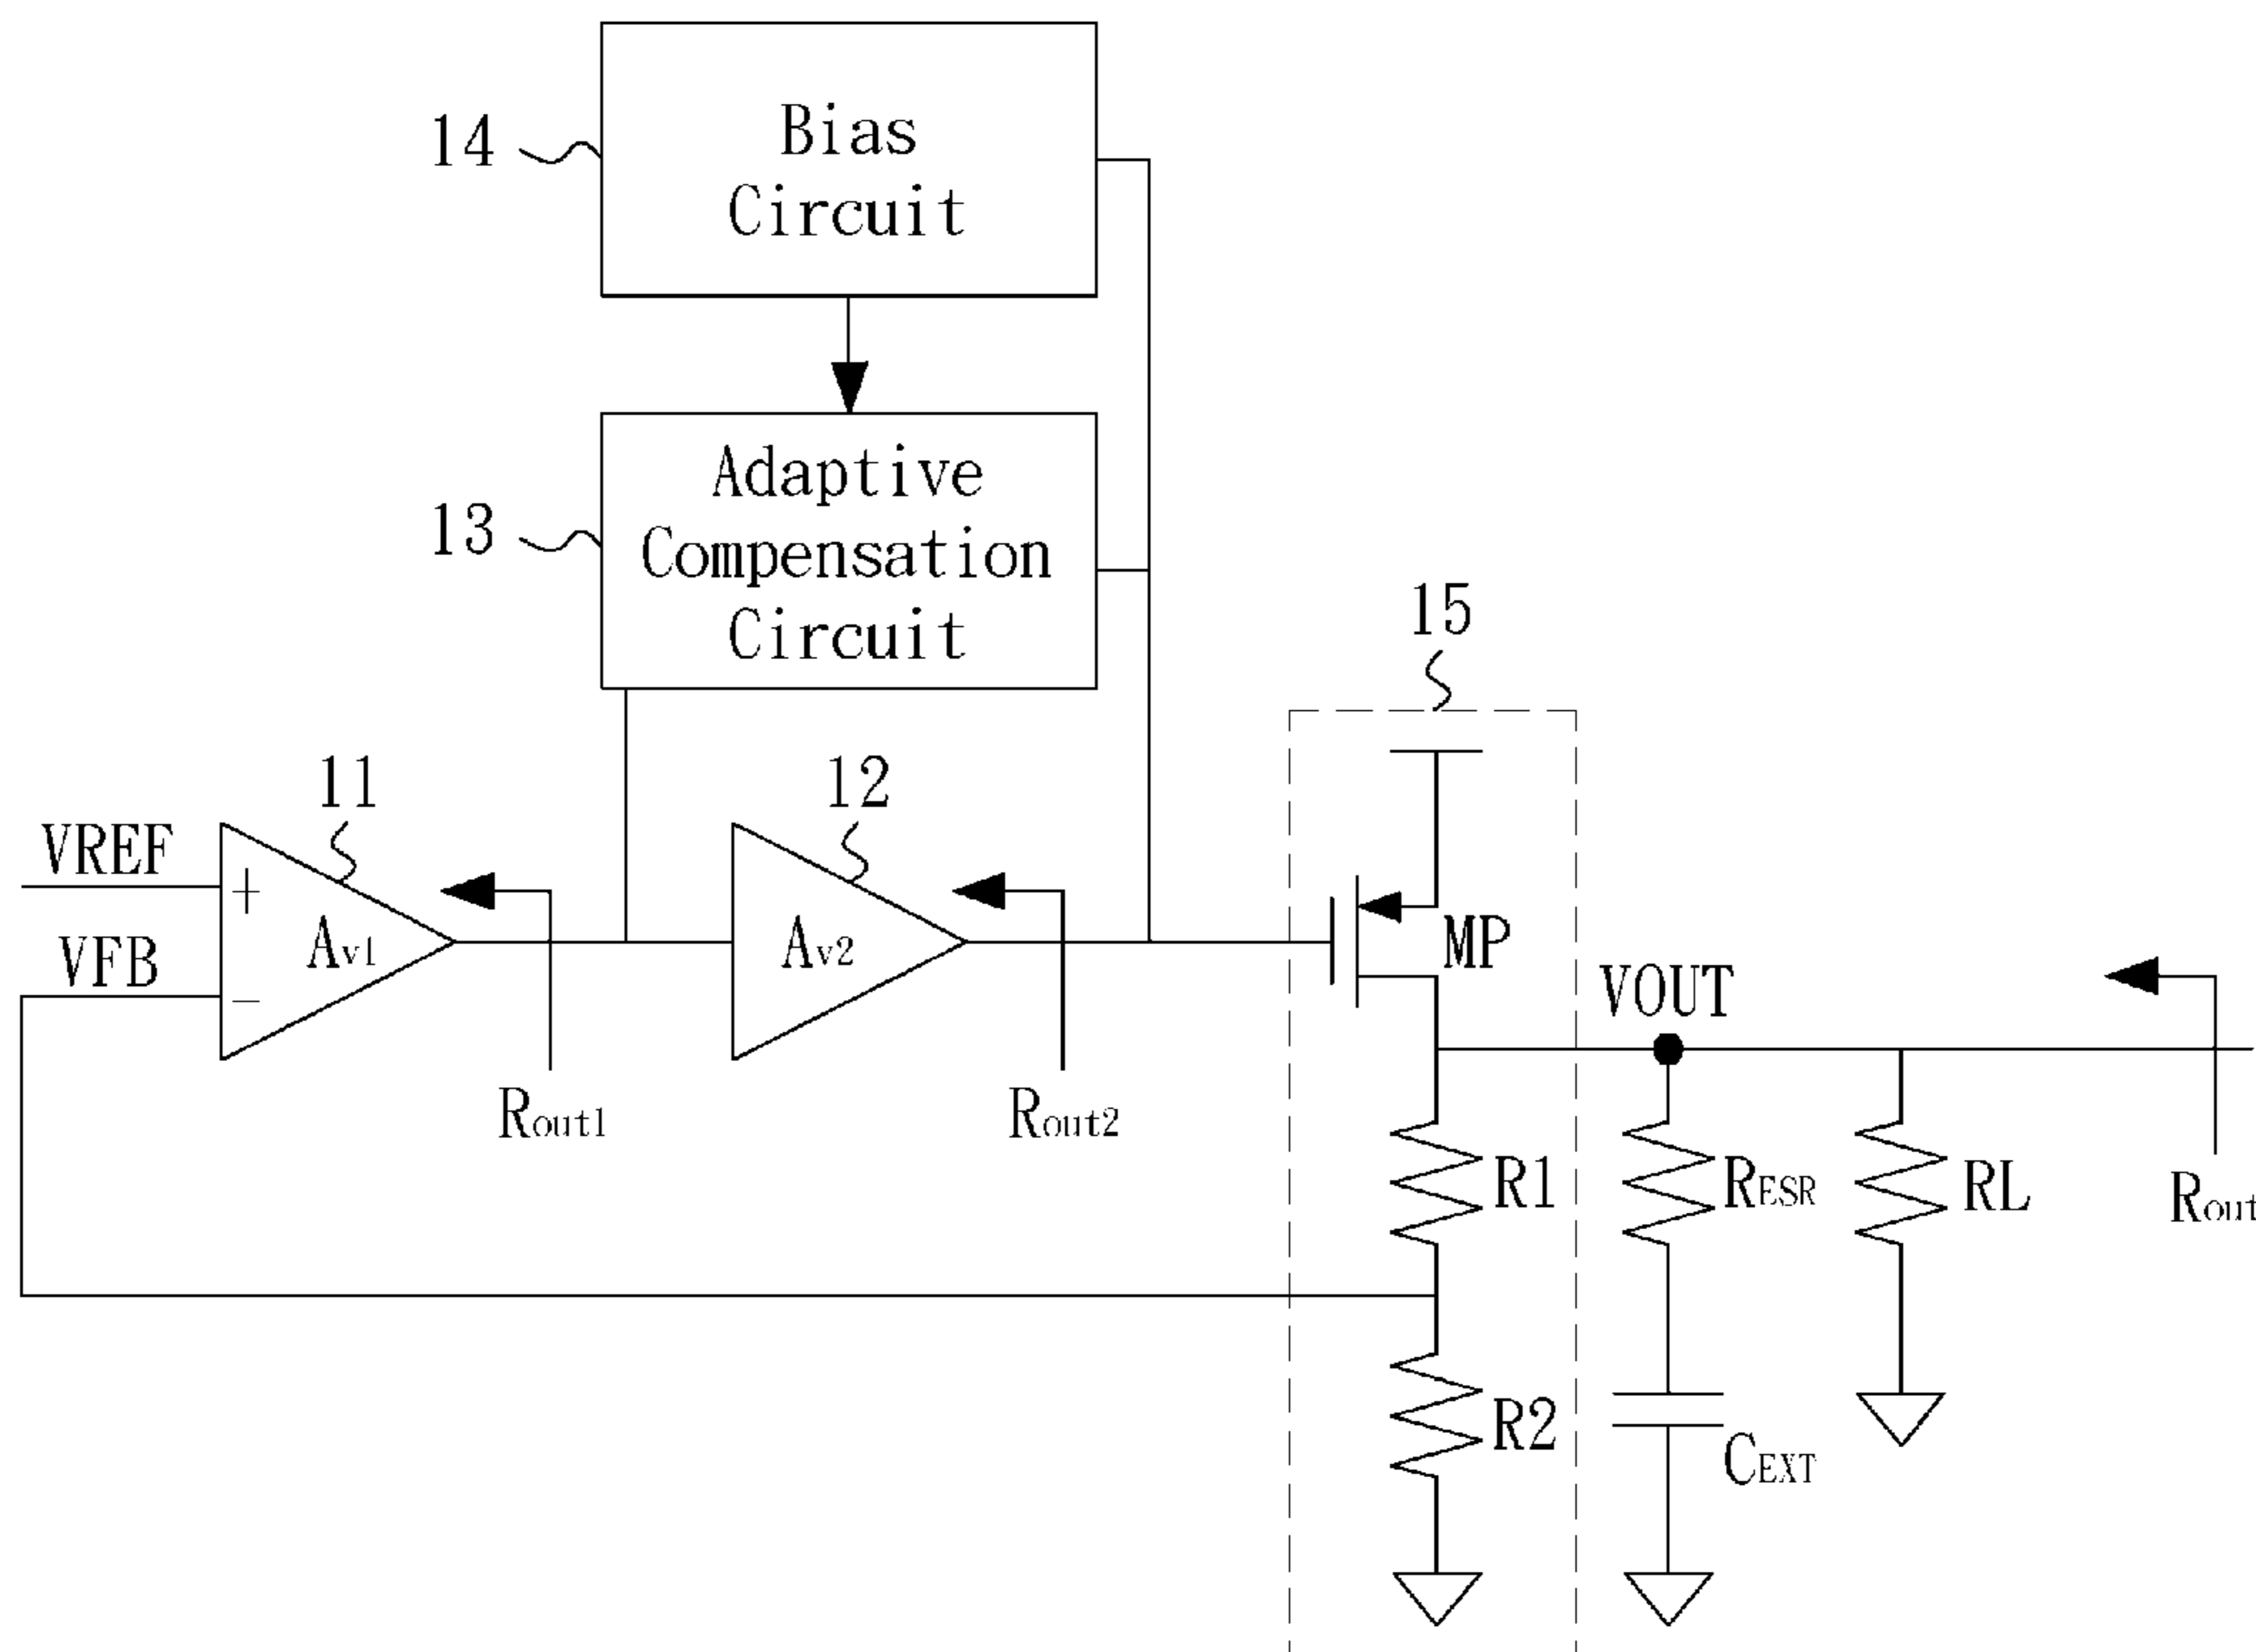 14
Bias
Circuit
13
Adaptive
Compensation
Circuit
15
11
12
VREF
+
Av1
Av2
MP
VFB
-
VOUT
Rout1
Rout2
R1
RESR
RL
Rout
R2
CEXT